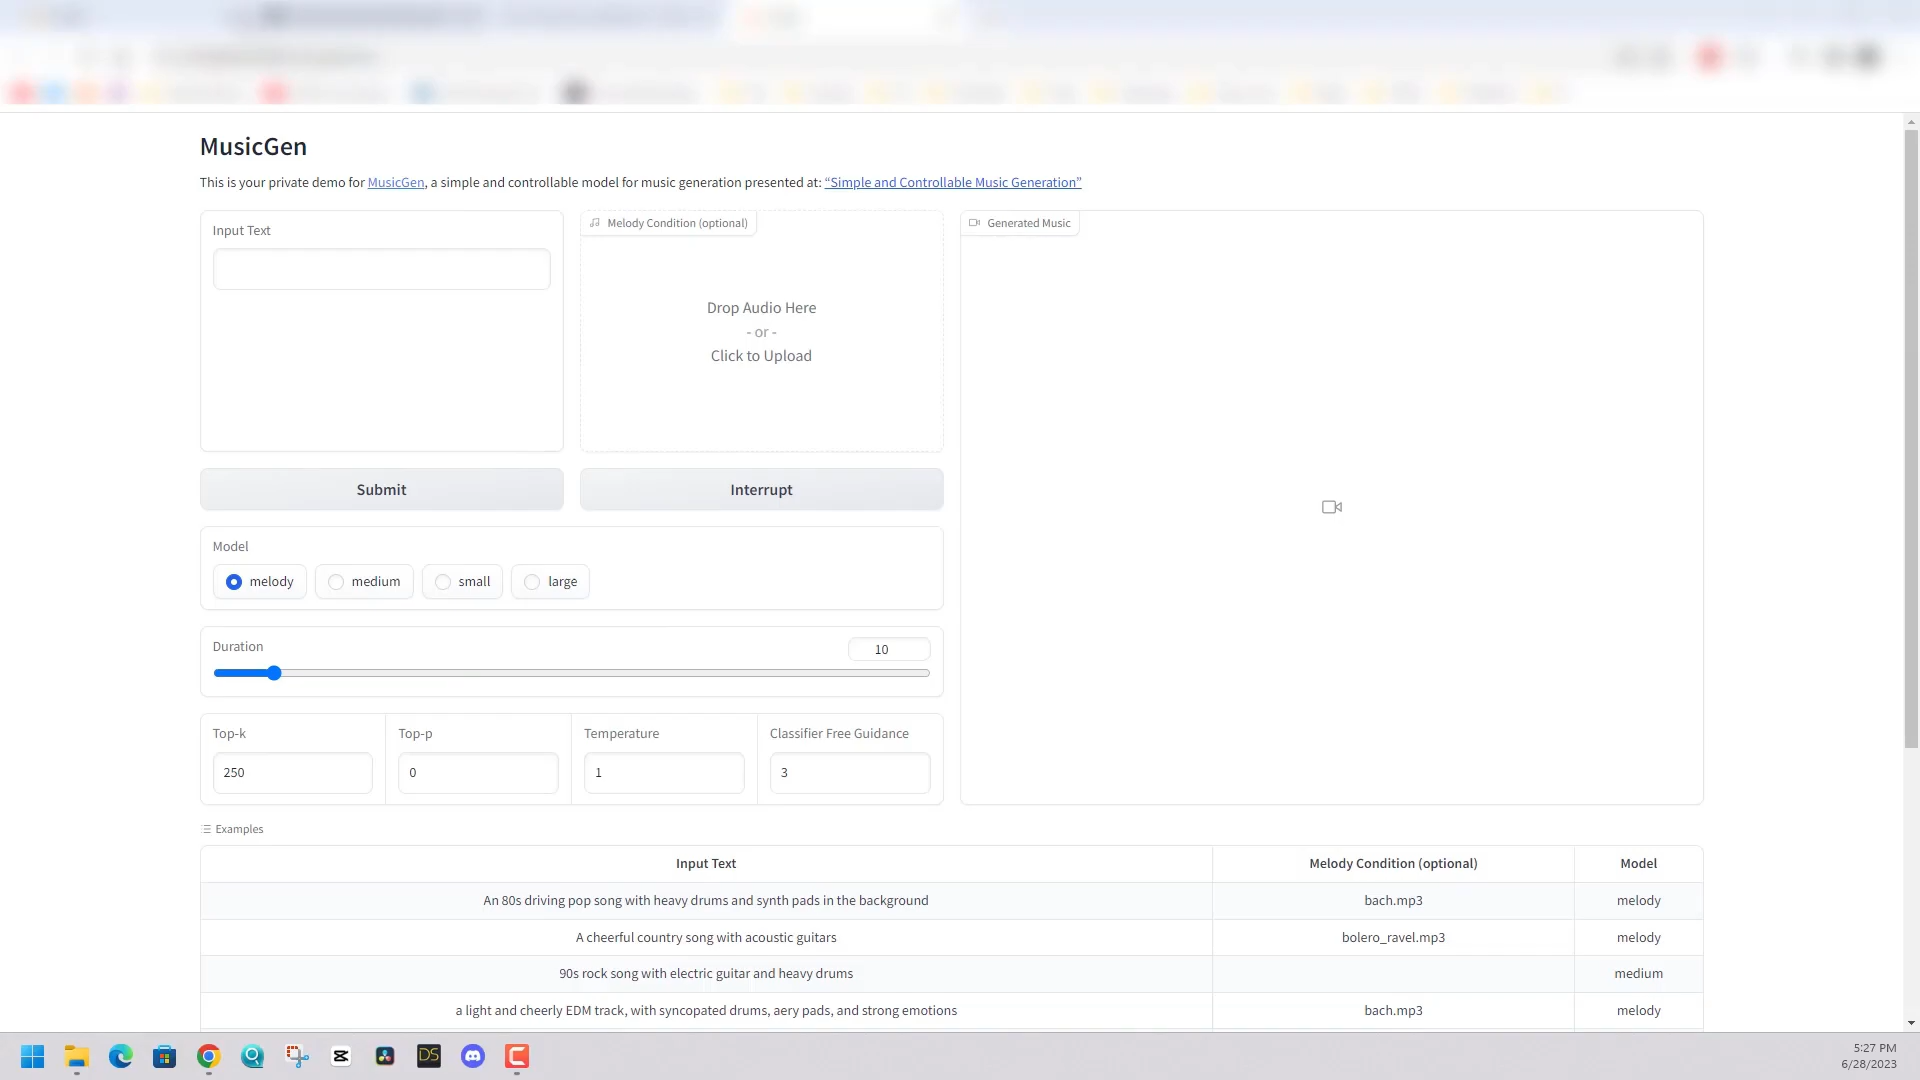 MusicGen
This is your private demo for MusicGen, a simple and controllable model for music generation presented at: “Simple and Controllable Music Generation”
Input Text
Melody Condition (optional)
Drop Audio Here
- or -
Click to Upload
Generated Music
Submit
Interrupt
Model
melody
medium
small
large
Duration
10
Top-k
Top-p
Temperature
Classifier Free Guidance
250
0
1
3
Examples
Input Text Melody Condition (optional) Model
An 80s driving pop song with heavy drums and synth pads in the background bach.mp3 melody
A cheerful country song with acoustic guitars bolero_ravel.mp3 melody
90s rock song with electric guitar and heavy drums medium
a light and cheerly EDM track, with syncopated drums, aery pads, and strong emotions bach.mp3 melody
DS
5:27 PM
6/28/2023